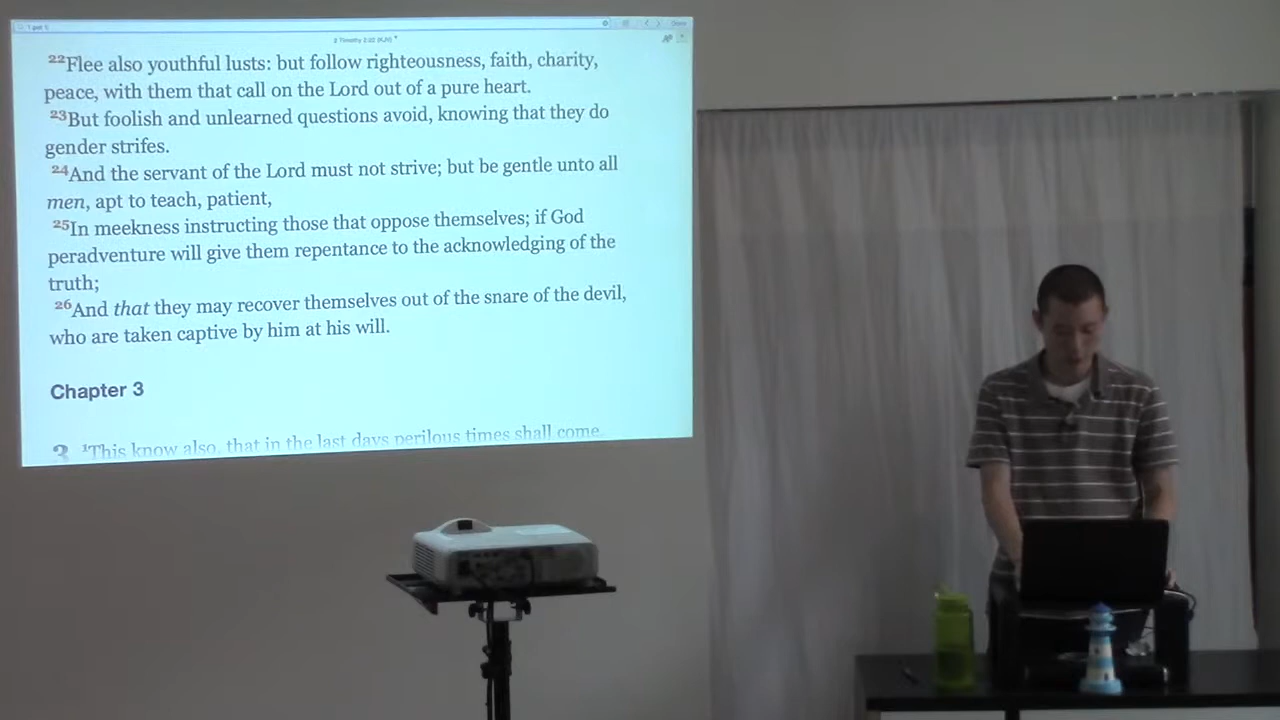 2 Timothy 2:22 (KJV)
22Flee also youthful lusts: but follow righteousness, faith, charity,
peace, with them that call on the Lord out of a pure heart.
23But foolish and unlearned questions avoid, knowing that they do
gender strifes.
24And the servant of the Lord must not strive; but be gentle unto all
men, apt to teach, patient,
25In meekness instructing those that oppose themselves; if God
peradventure will give them repentance to the acknowledging of the
truth;
26And that they may recover themselves out of the snare of the devil,
who are taken captive by him at his will.
Chapter 3
3 1This know also, that in the last days perilous times shall come.